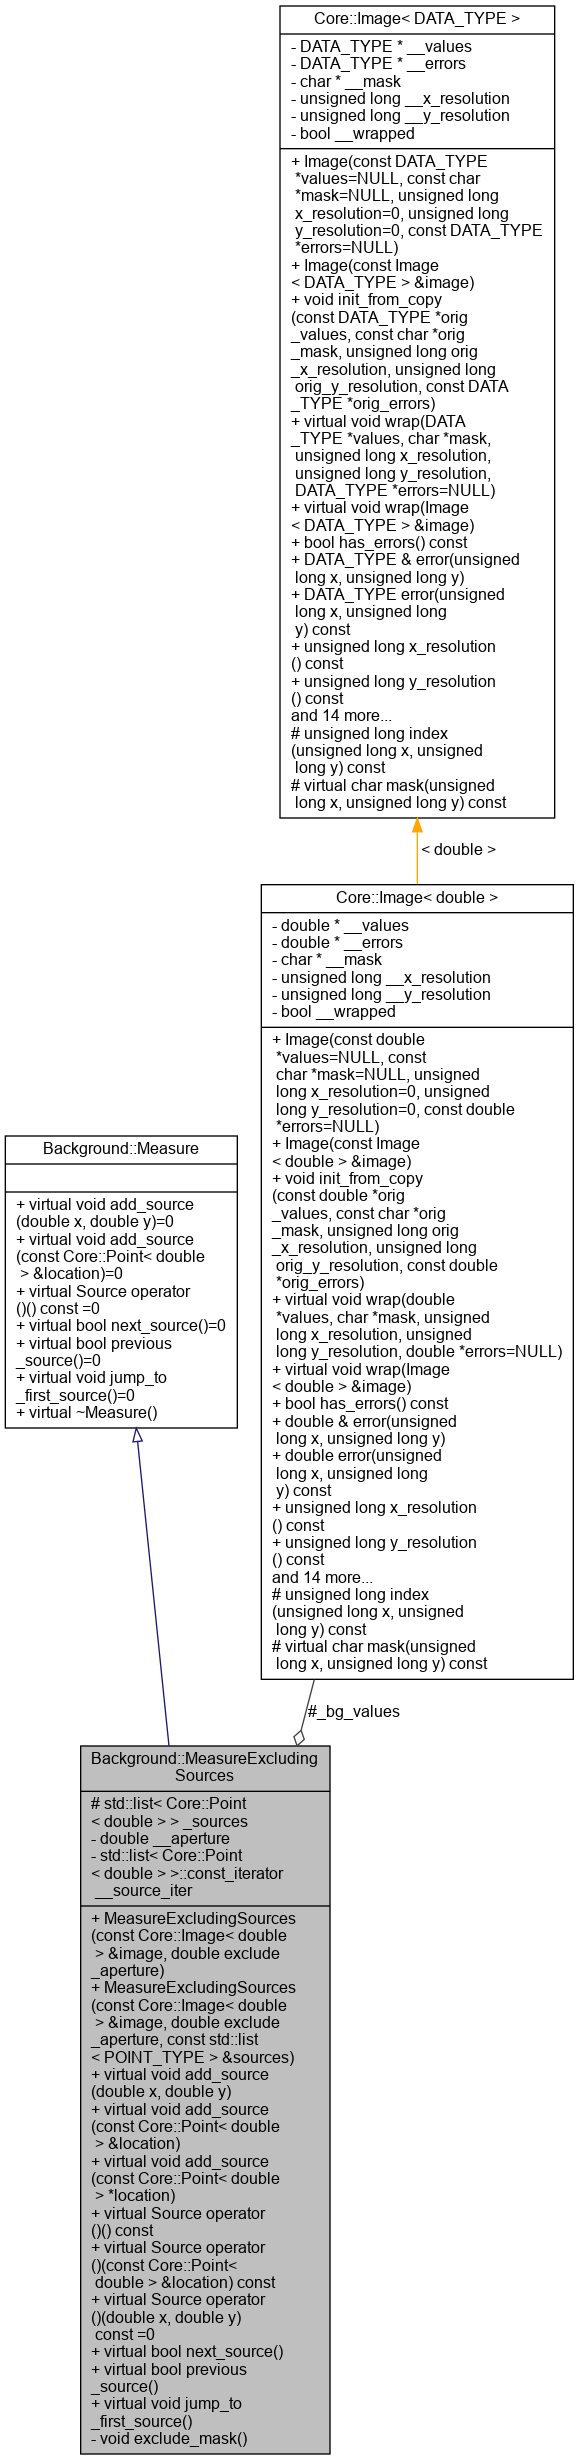 Core::Image< DATA_TYPE >
- DATA_TYPE * __values
- DATA_TYPE * __errors
- char * __mask
- unsigned long __x_resolution
- unsigned long __y_resolution
- bool __wrapped
+ Image(const DATA_TYPE
*values=NULL, const char
*mask=NULL, unsigned long
x_resolution=0, unsigned long
y_resolution=0, const DATA_TYPE
*errors=NULL)
+ Image(const Image
< DATA_TYPE > &image)
+ void init_from_copy
(const DATA_TYPE *orig
_values, const char *orig
_mask, unsigned long orig
_x_resolution, unsigned long
orig_y_resolution, const DATA
_TYPE *orig_errors)
+ virtual void wrap(DATA
_TYPE *values, char *mask,
unsigned long x_resolution,
unsigned long y_resolution,
DATA_TYPE *errors=NULL)
+ virtual void wrap(Image
< DATA_TYPE > &image)
+ bool has_errors() const
+ DATA_TYPE & error(unsigned
long x, unsigned long y)
+ DATA_TYPE error(unsigned
long x, unsigned long
y) const
+ unsigned long x_resolution
() const
+ unsigned long y_resolution
() const
and 14 more...
# unsigned long index
(unsigned long x, unsigned
long y) const
# virtual char mask(unsigned
long x, unsigned long y) const
< double >
Core::Image< double >
- double * __values
- double * __errors
- char * __mask
- unsigned long __x_resolution
- unsigned long __y_resolution
- bool __wrapped
+ Image(const double
*values=NULL, const
char *mask=NULL, unsigned
long x_resolution=0, unsigned
long y_resolution=0, const double
*errors=NULL)
+ Image(const Image
< double > &image)
+ void init_from_copy
(const double *orig
_values, const char *orig
_mask, unsigned long orig
_x_resolution, unsigned long
orig_y_resolution, const double
*orig_errors)
+ virtual void wrap(double
*values, char *mask, unsigned
long x_resolution, unsigned
long y_resolution, double *errors=NULL)
+ virtual void wrap(Image
< double > &image)
+ bool has_errors() const
+ double & error(unsigned
long x, unsigned long y)
+ double error(unsigned
long x, unsigned long
y) const
+ unsigned long x_resolution
() const
+ unsigned long y_resolution
() const
and 14 more...
# unsigned long index
(unsigned long x, unsigned
long y) const
# virtual char mask(unsigned
long x, unsigned long y) const
Background::Measure
+ virtual void add_source
(double x, double y)=0
+ virtual void add_source
(const Core::Point< double
> &location)=0
+ virtual Source operator
()() const =0
+ virtual bool next_source()=0
+ virtual bool previous
_source()=0
+ virtual void jump_to
_first_source()=0
+ virtual ~Measure()
#_bg_values
Background::MeasureExcluding
Sources
# std::list< Core::Point
< double > > _sources
- double __aperture
- std::list< Core::Point
< double > >::const_iterator
__source_iter
+ MeasureExcludingSources
(const Core::Image< double
> &image, double exclude
_aperture)
+ MeasureExcludingSources
(const Core::Image< double
> &image, double exclude
_aperture, const std::list
< POINT_TYPE > &sources)
+ virtual void add_source
(double x, double y)
+ virtual void add_source
(const Core::Point< double
> &location)
+ virtual void add_source
(const Core::Point< double
> *location)
+ virtual Source operator
()() const
+ virtual Source operator
()(const Core::Point<
double > &location) const
+ virtual Source operator
()(double x, double y)
const =0
+ virtual bool next_source()
+ virtual bool previous
_source()
+ virtual void jump_to
_first_source()
- void exclude_mask()